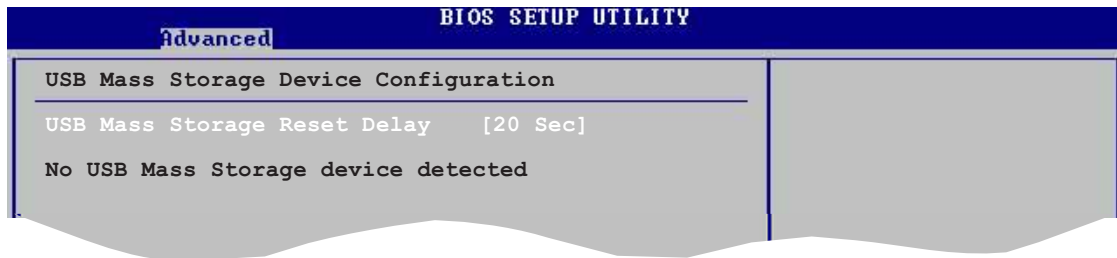 BIOS SETUP UTILITY
Advanced
USB Mass Storage Device Configuration
USB Mass Storage Reset Delay [20 Sec]
No USB Mass Storage device detected